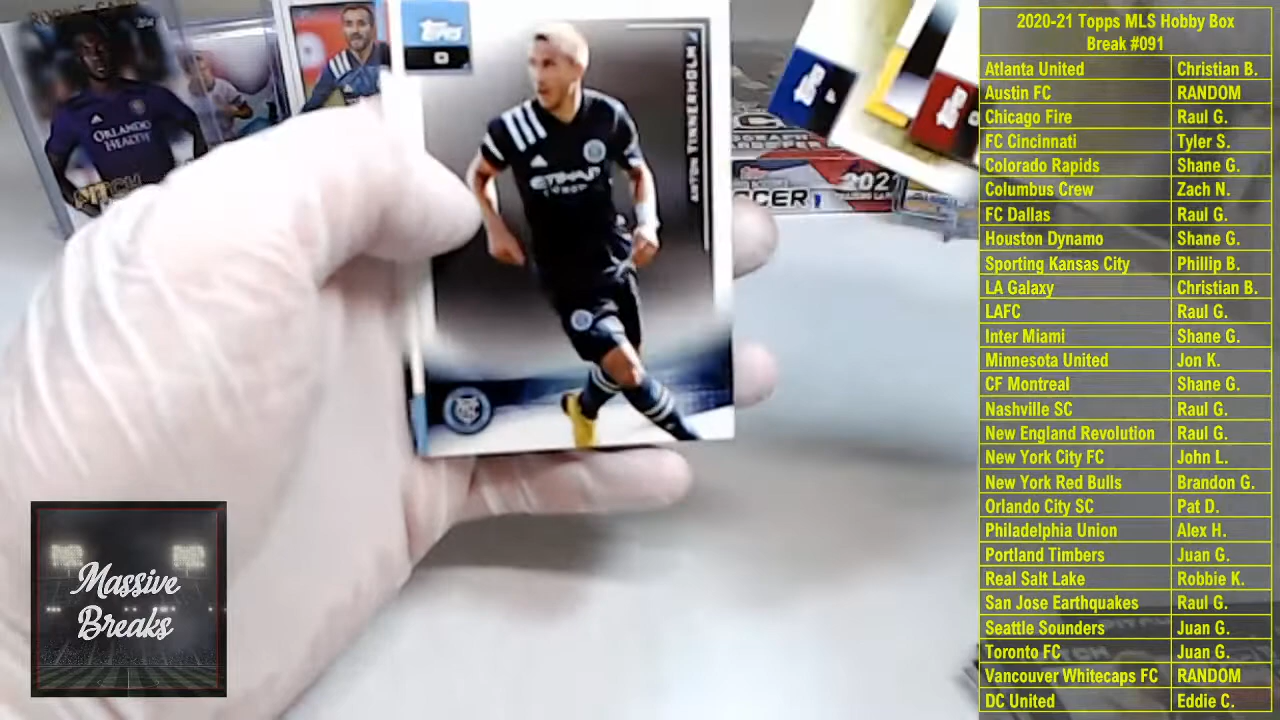 2020-21 Topps MLS Hobby Box
Break #091
Atlanta United Christian B.
Austin FC RANDOM
Chicago Fire Raul G.
FC Cincinnati Tyler S.
Colorado Rapids Shane G.
Columbus Crew Zach N.
FC Dallas Raul G.
Houston Dynamo Shane G.
Sporting Kansas City Phillip B.
LA Galaxy Christian B.
LAFC Raul G.
Inter Miami Shane G.
Minnesota United Jon K.
CF Montreal Shane G.
Nashville SC Raul G.
New England Revolution Raul G.
New York City FC John L.
New York Red Bulls Brandon G.
Orlando City SC Pat D.
Philadelphia Union Alex H.
Portland Timbers Juan G.
Real Salt Lake Robbie K.
San Jose Earthquakes Raul G.
Seattle Sounders Juan G.
Toronto FC Juan G.
Vancouver Whitecaps FC RANDOM
DC United Eddie C.
Topps
ANTON TINNERHOLM
ETIHAD
ORLANDO
HEALTH
PITCH
CCER
202
Massive
Breaks